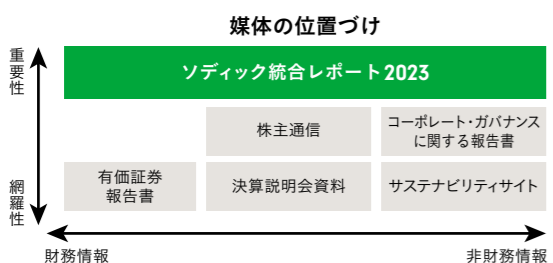 媒体の位置づけ
重要性
ソディック統合レポート2023
株主通信
コーポレート・ガバナンス
に関する報告書
有価証券
報告書
決算説明会資料
サステナビリティサイト
網羅性
財務情報
非財務情報